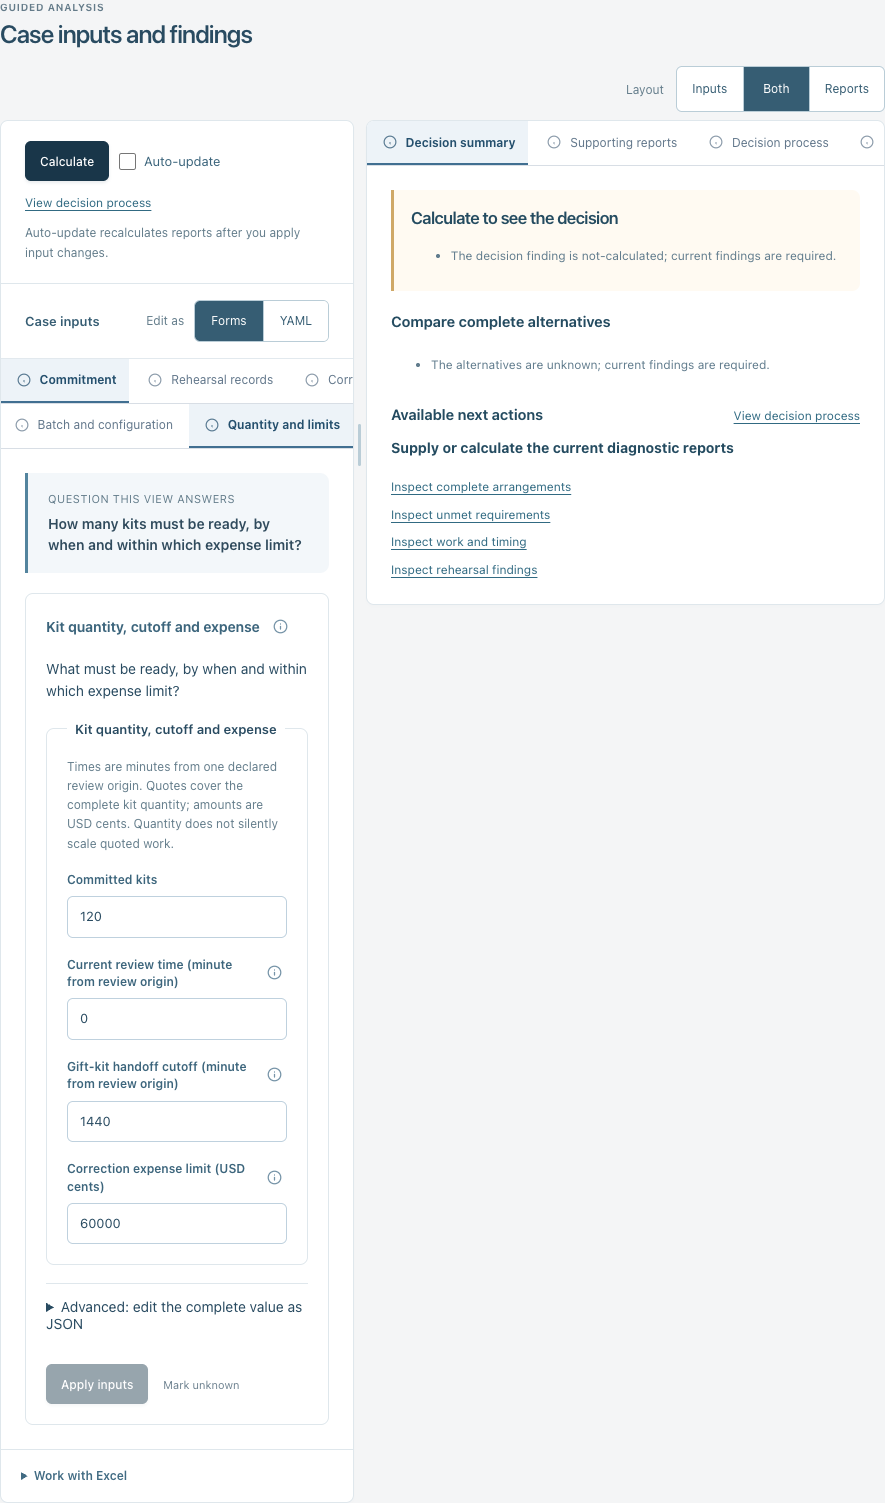 GUIDED ANALYSIS
Case inputs and findings
Layout
Inputs
Both
Reports
Calculate
Auto-update
View decision process
Auto-update recalculates reports after you apply
input changes.
Case inputs
Edit as
Forms
YAML
Commitment
Rehearsal records
Corr
Batch and configuration
Quantity and limits
QUESTION THIS VIEW ANSWERS
How many kits must be ready, by
when and within which expense limit?
Kit quantity, cutoff and expense
What must be ready, by when and within
which expense limit?
Kit quantity, cutoff and expense
Times are minutes from one declared
review origin. Quotes cover the
complete kit quantity; amounts are
USD cents. Quantity does not silently
scale quoted work.
Committed kits
120
Current review time (minute
from review origin)
0
Gift-kit handoff cutoff (minute
from review origin)
1440
Correction expense limit (USD
cents)
60000
Advanced: edit the complete value as
JSON
Apply inputs
Mark unknown
Work with Excel
Decision summary
Supporting reports
Decision process
Calculate to see the decision
The decision finding is not-calculated; current findings are required.
Compare complete alternatives
The alternatives are unknown; current findings are required.
Available next actions
View decision process
Supply or calculate the current diagnostic reports
Inspect complete arrangements
Inspect unmet requirements
Inspect work and timing
Inspect rehearsal findings